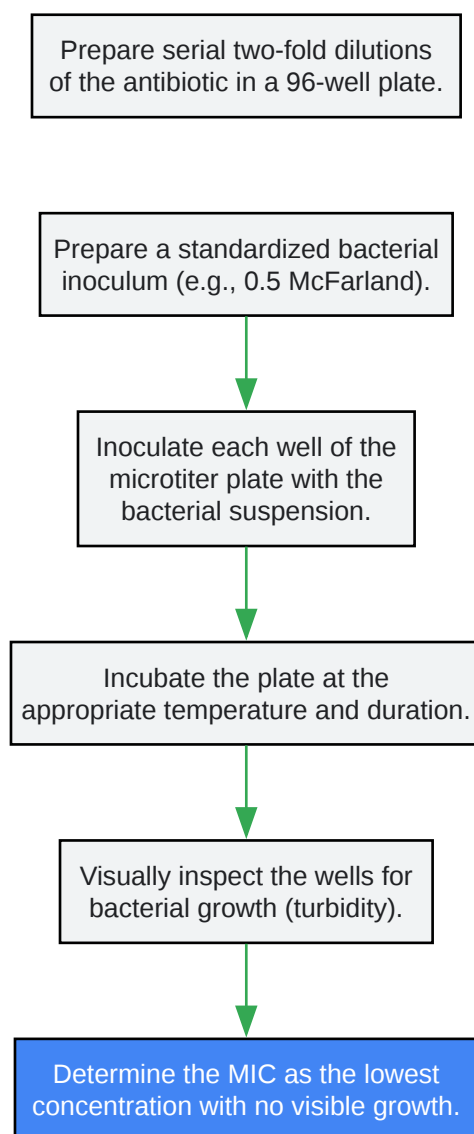 Prepare serial two-fold dilutions
of the antibiotic in a 96-well plate.
Prepare a standardized bacterial
inoculum (e.g., 0.5 McFarland).
Inoculate each well of the
microtiter plate with the
bacterial suspension.
Incubate the plate at the
appropriate temperature and duration.
Visually inspect the wells for
bacterial growth (turbidity).
Determine the MIC as the lowest
concentration with no visible growth.